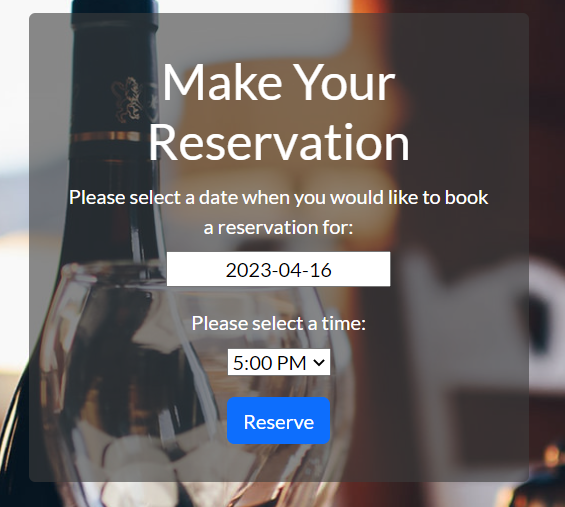 Make Your
Reservation
Please select a date when you would like to book
a reservation for:
2023-04-16
Please select a time:
5:00 PM
Reserve